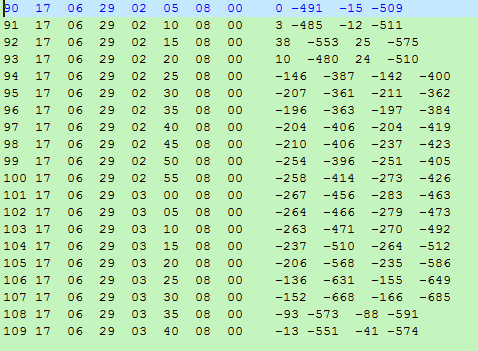 90 17 06 29 02 05 08 00 0 -491 -15 -509
91 17 06 29 02 10 08 00 3 -485 -12 -511
92 17 06 29 02 15 08 00 38 -553 25 -575
93 17 06 29 02 20 08 00 10 -480 24 -510
94 17 06 29 02 25 08 00 -146 -387 -142 -400
95 17 06 29 02 30 08 00 -207 -361 -211 -362
96 17 06 29 02 35 08 00 -196 -363 -197 -384
97 17 06 29 02 40 08 00 -204 -406 -204 -419
98 17 06 29 02 45 08 00 -210 -406 -237 -423
99 17 06 29 02 50 08 00 -254 -396 -251 -405
100 17 06 29 02 55 08 00 -258 -414 -273 -426
101 17 06 29 03 00 08 00 -267 -456 -283 -463
102 17 06 29 03 05 08 00 -264 -466 -279 -473
103 17 06 29 03 10 08 00 -263 -471 -270 -492
104 17 06 29 03 15 08 00 -237 -510 -264 -512
105 17 06 29 03 20 08 00 -206 -568 -235 -586
106 17 06 29 03 25 08 00 -136 -631 -155 -649
107 17 06 29 03 30 08 00 -152 -668 -166 -685
108 17 06 29 03 35 08 00 -93 -573 -88 -591
109 17 06 29 03 40 08 00 -13 -551 -41 -574